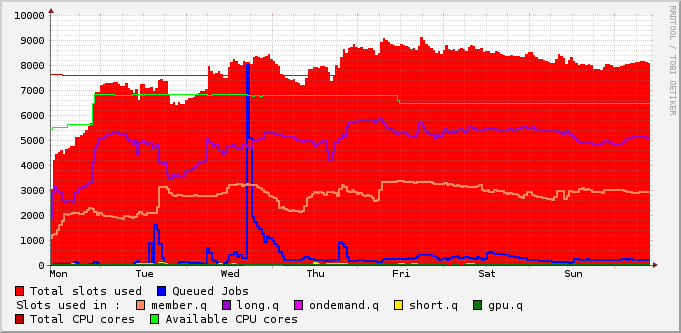 10000
9000
8000
7000
6000
5000
4000
3000
2000
1000
0
Mon Tue Wed Thu Fri Sat Sun
Total slots used Queued Jobs
Slots used in : member.q long.q ondemand.q short.q gpu.q
Total CPU cores Available CPU cores
RRDTOOL / TOBI OETIKER